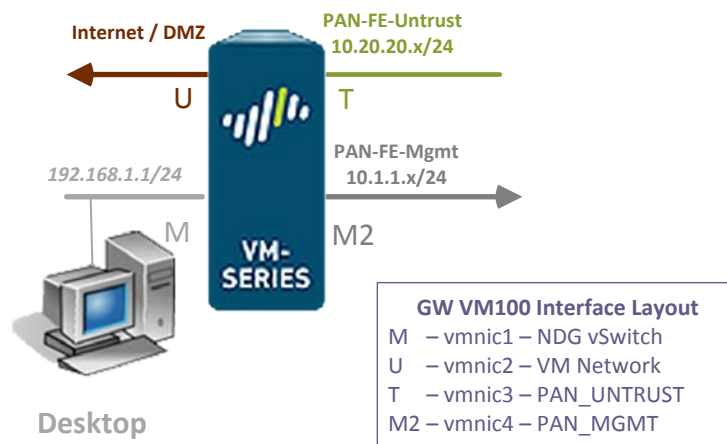 Internet / DMZ
PAN-FE-Untrust
10.20.20.x/24
U
T
192.168.1.1/24
PAN-FE-Mgmt
10.1.1.x/24
M
M2
VM-
SERIES
Desktop
GW VM100 Interface Layout
M – vmnic1 – NDG vSwitch
U – vmnic2 – VM Network
T – vmnic3 – PAN_UNTRUST
M2 – vmnic4 – PAN_MGMT